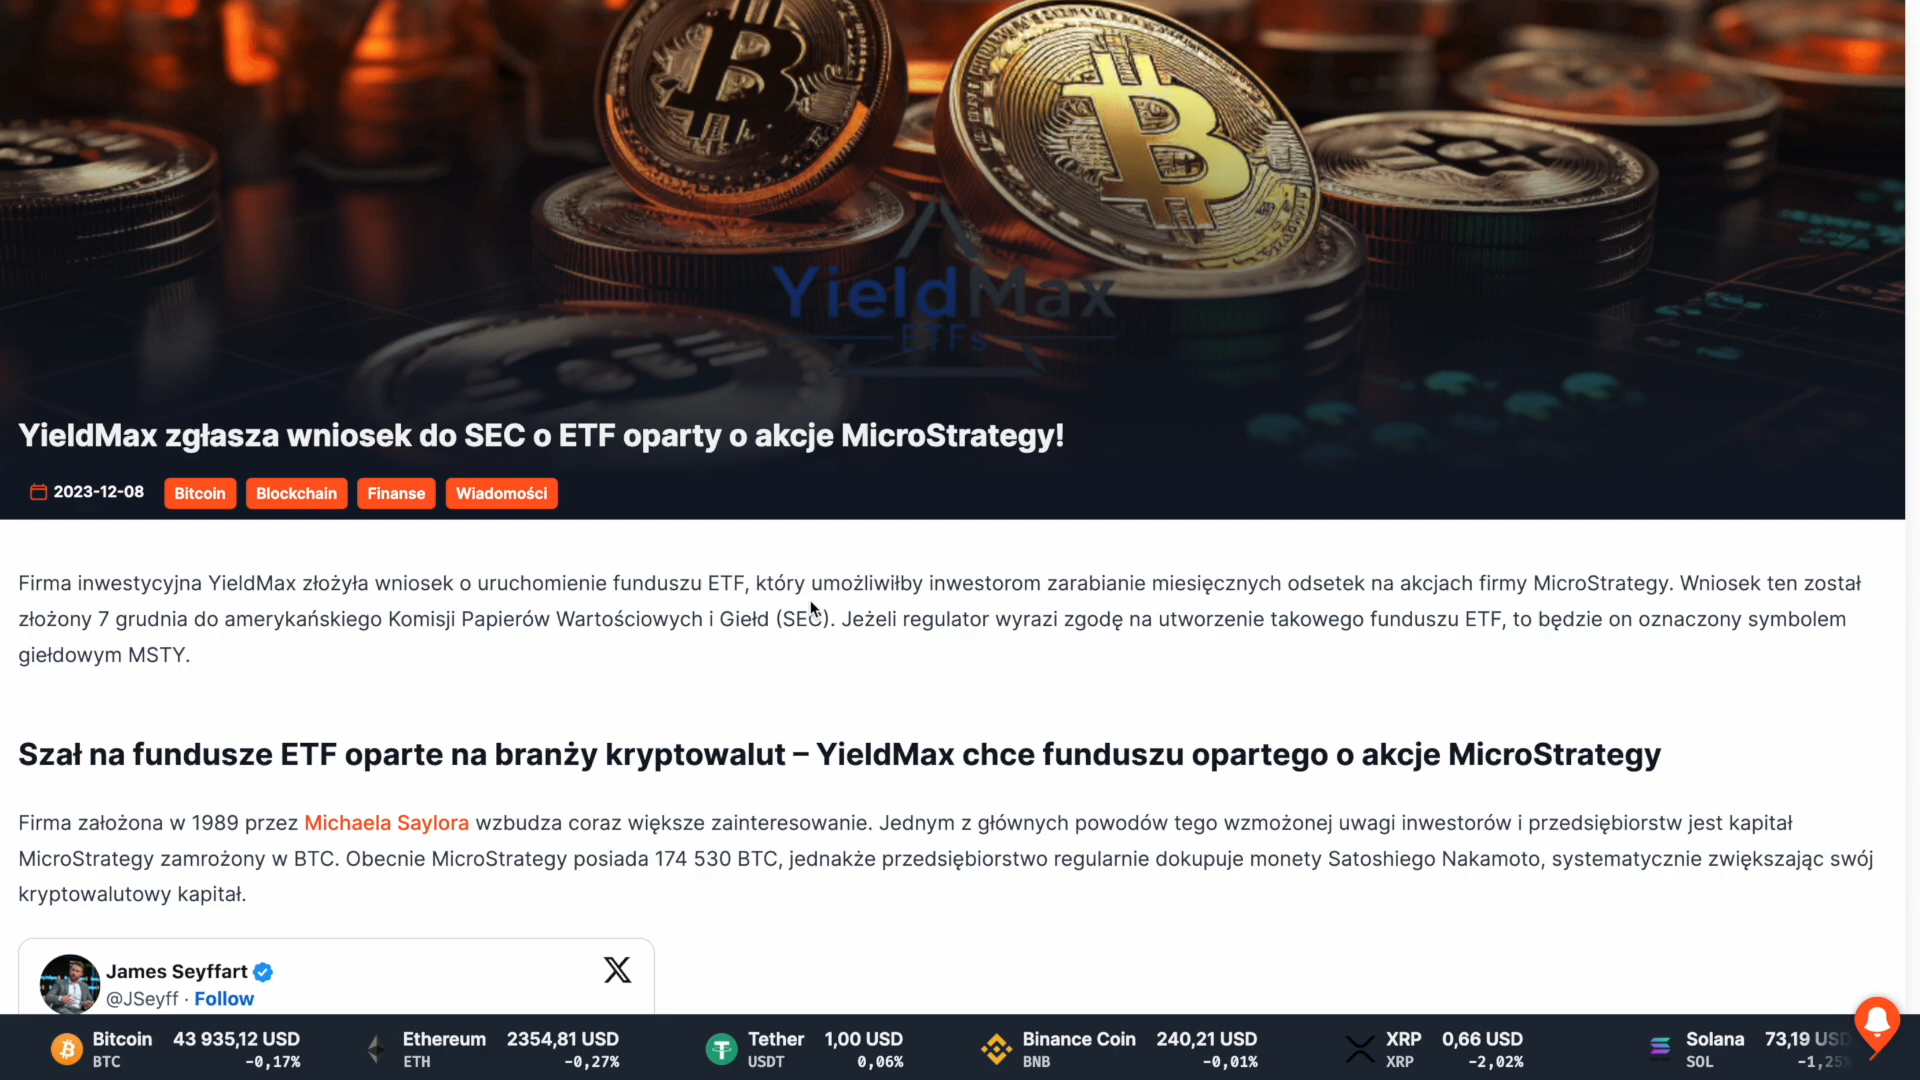 YieldMax
ETFs
YieldMax zgłasza wniosek do SEC o ETF oparty o akcje MicroStrategy!
2023-12-08 Bitcoin Blockchain Finanse Wiadomości
Firma inwestycyjna YieldMax złożyła wniosek o uruchomienie funduszu ETF, który umożliwiłby inwestorom zarabianie miesięcznych odsetek na akcjach firmy MicroStrategy. Wniosek ten został
złożony 7 grudnia do amerykańskiego Komisji Papierów Wartościowych i Giełd (SEC). Jeżeli regulator wyrazi zgodę na utworzenie takowego funduszu ETF, to będzie on oznaczony symbolem
giełdowym MSTY.
Szał na fundusze ETF oparte na branży kryptowalut – YieldMax chce funduszu opartego o akcje MicroStrategy
Firma założona w 1989 przez Michaela Saylora wzbudza coraz większe zainteresowanie. Jednym z głównych powodów tego wzmożonej uwagi inwestorów i przedsiębiorstw jest kapitał
MicroStrategy zamrożony w BTC. Obecnie MicroStrategy posiada 174 530 BTC, jednakże przedsiębiorstwo regularnie dokupuje monety Satoshiego Nakamoto, systematycznie zwiększając swój
kryptowalutowy kapitał.
James Seyffart
@JSeyff · Follow
Bitcoin 43 935,12 USD Ethereum 2354,81 USD Tether 1,00 USD Binance Coin 240,21 USD XRP 0,66 USD Solana 73,19 USD
BTC -0,17% ETH -0,27% USDT 0,06% BNB -0,01% XRP -2,02% SOL -1,25%